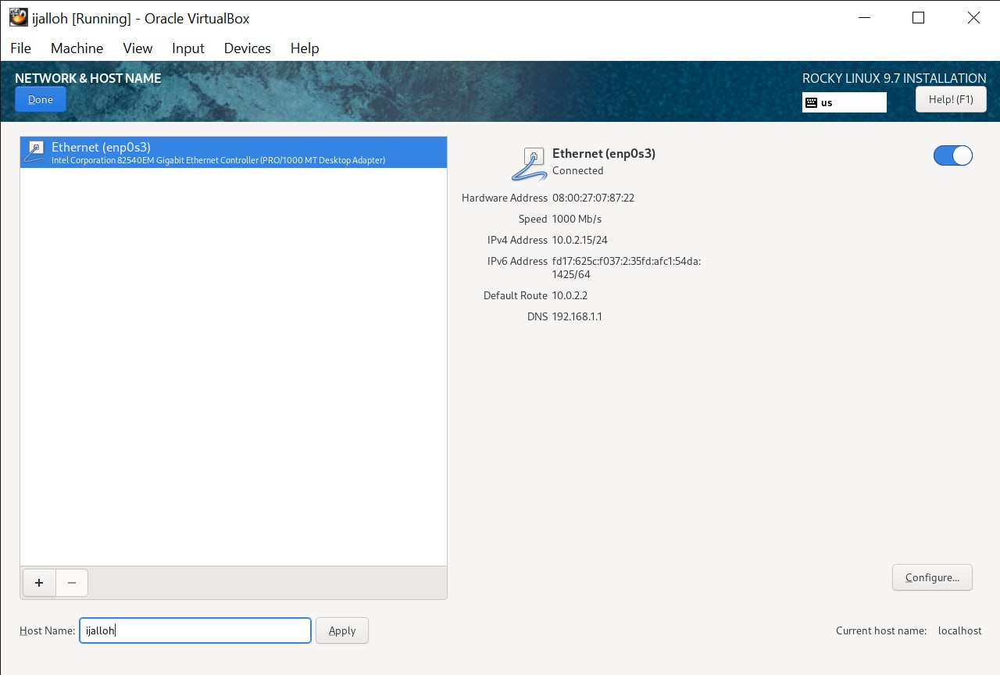 ijalloh [Running] - Oracle VirtualBox
File Machine View Input Devices Help
NETWORK & HOST NAME
Done
ROCKY LINUX 9.7 INSTALLATION
us
Help! (F1)
Ethernet (enp0s3)
Intel Corporation 82540EM Gigabit Ethernet Controller (PRO/1000 MT Desktop Adapter)
Ethernet (enp0s3)
Connected
Hardware Address 08:00:27:07:87:22
Speed 1000 Mb/s
IPv4 Address 10.0.2.15/24
IPv6 Address fd17:625c:f037:2:35fd:afc1:54da:
1425/64
Default Route 10.0.2.2
DNS 192.168.1.1
Configure...
Host Name: ijalloh Apply
Current host name: localhost